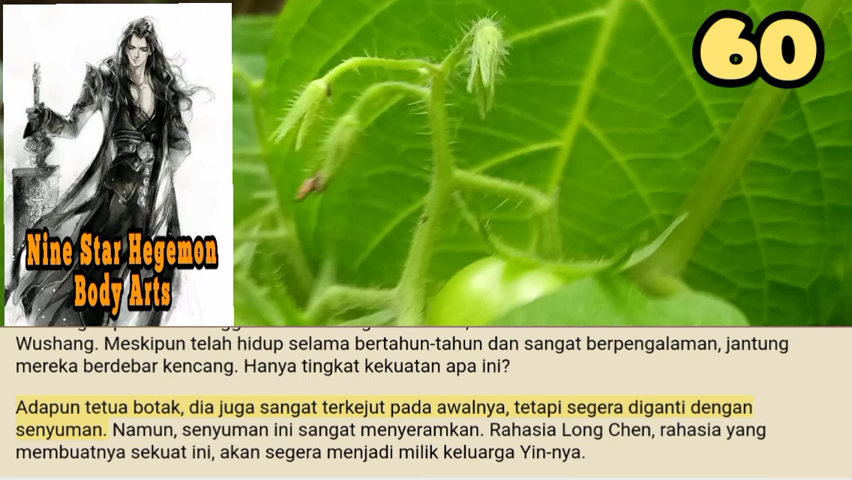 60
Nine Star Hegemon
Body Arts
Wushang. Meskipun telah hidup selama bertahun-tahun dan sangat berpengalaman, jantung
mereka berdebar kencang. Hanya tingkat kekuatan apa ini?
Adapun tetua botak, dia juga sangat terkejut pada awalnya, tetapi segera diganti dengan
senyuman. Namun, senyuman ini sangat menyeramkan. Rahasia Long Chen, rahasia yang
membuatnya sekuat ini, akan segera menjadi milik keluarga Yin-nya.